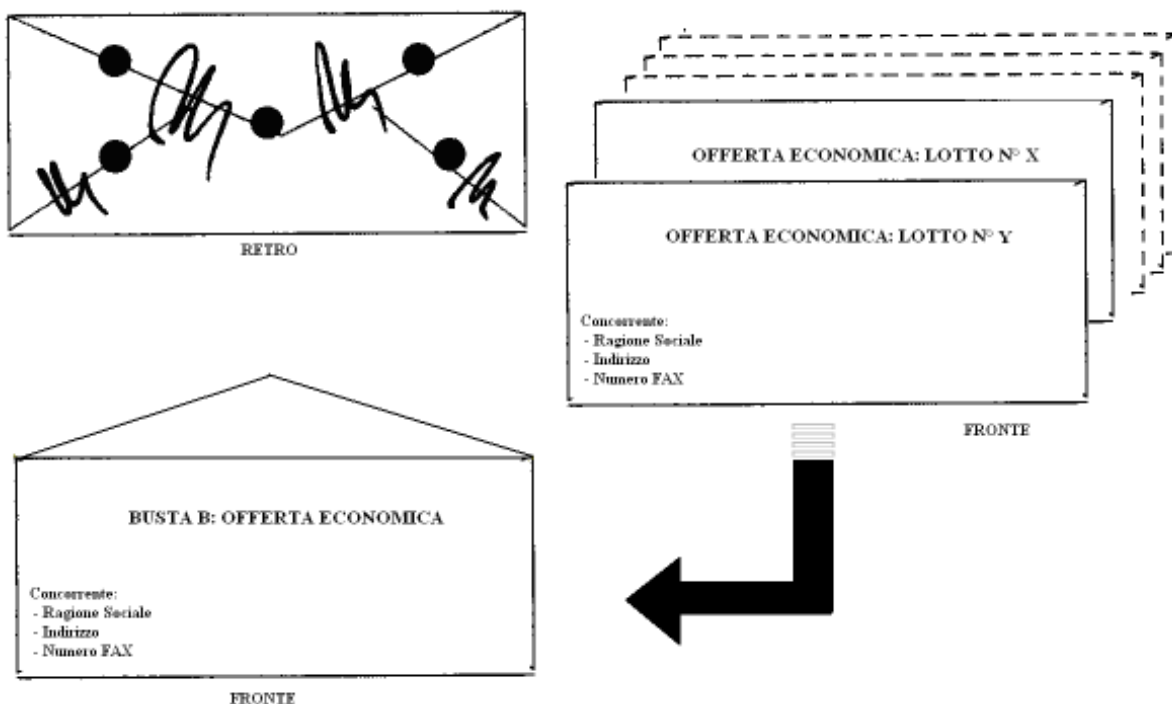 RETRO
OFFERTA ECONOMICA: LOTTO N° X
OFFERTA ECONOMICA: LOTTO N° Y
Concorrente:
- Ragione Sociale
- Indirizzo
- Numero FAX
FRONTE
BUSTA B: OFFERTA ECONOMICA
Concorrente:
- Ragione Sociale
- Indirizzo
- Numero FAX
FRONTE